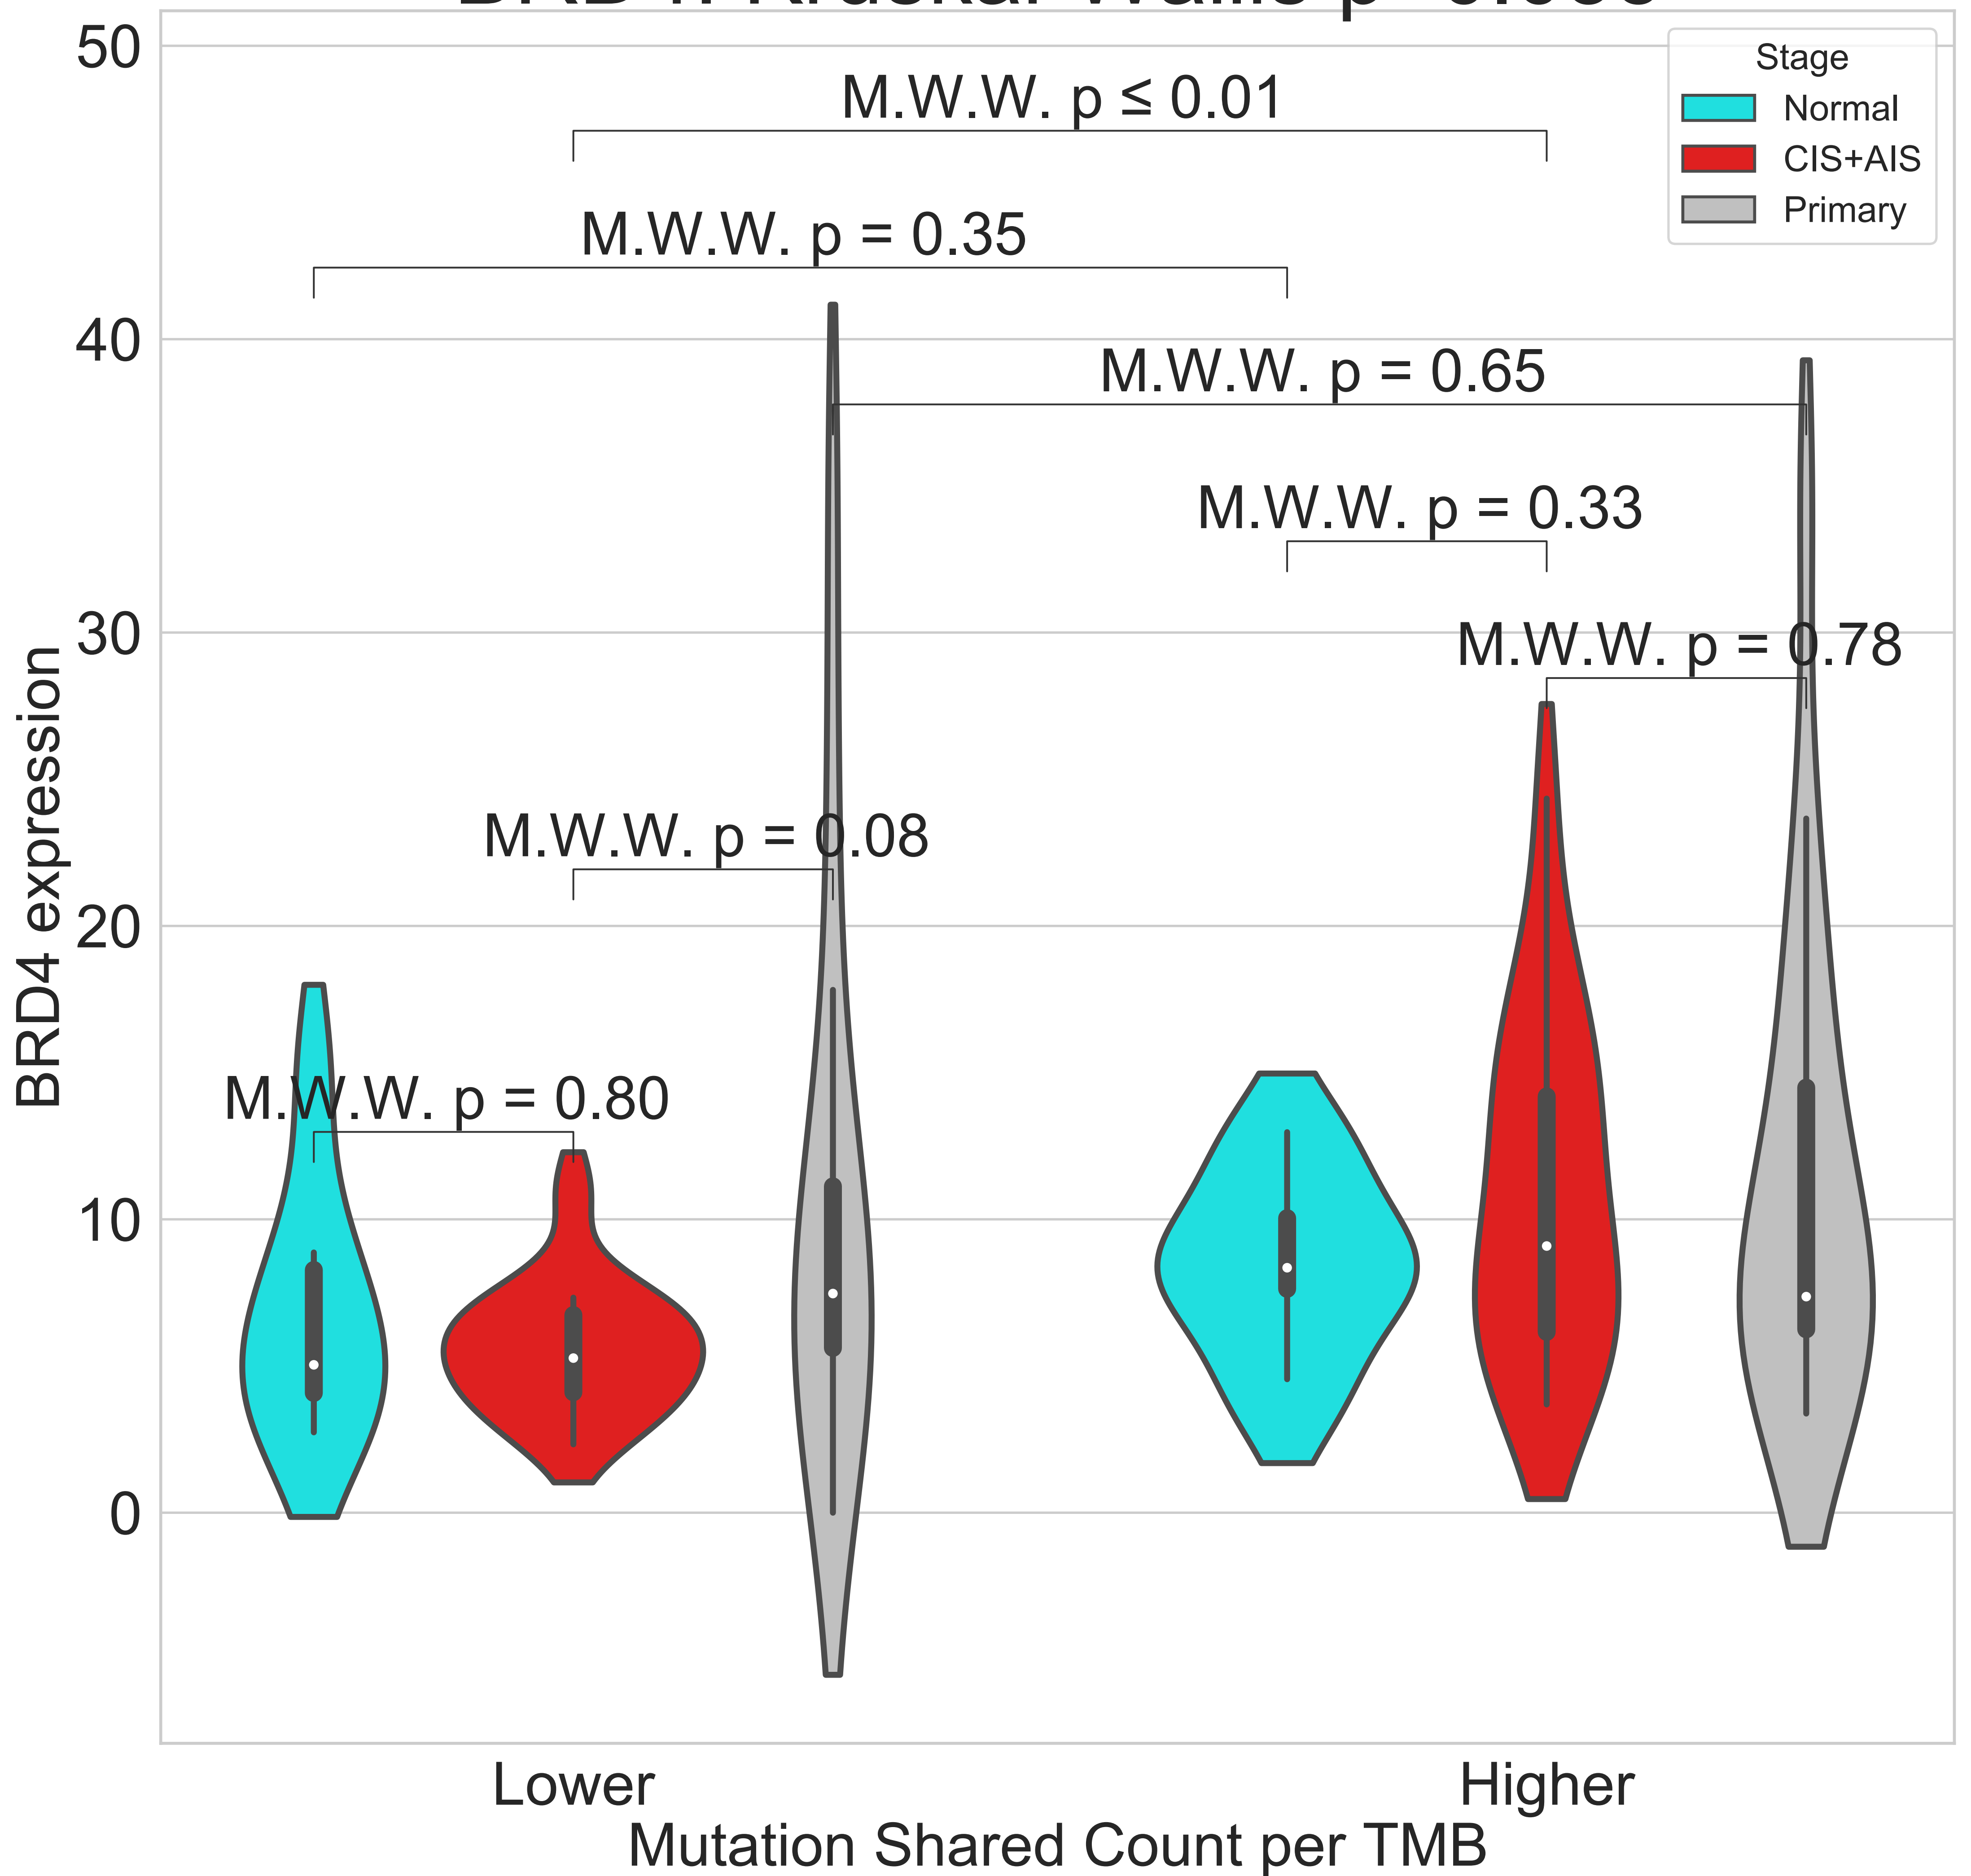 50
Stage
Normal
CIS+AIS
Primary
M.W.W. p ≤ 0.01
M.W.W. p = 0.35
40
M.W.W. p = 0.65
M.W.W. p = 0.33
30
M.W.W. p = 0.78
M.W.W. p = 0.08
20
BRD4 expression
M.W.W. p = 0.80
10
0
Lower
Higher
Mutation Shared Count per TMB